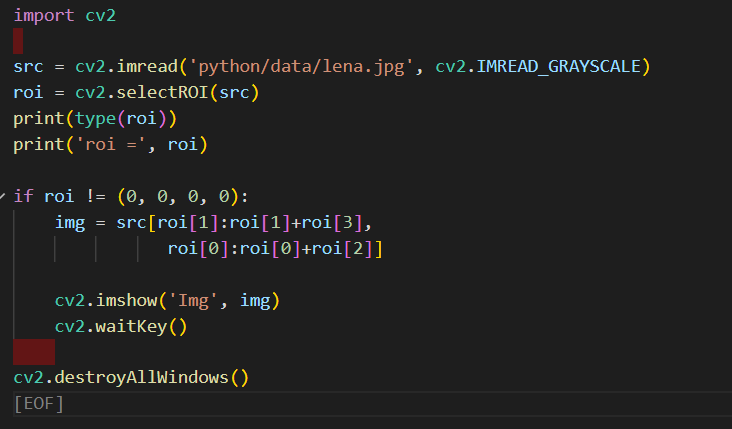 import cv2
src = cv2.imread('python/data/lena.jpg', cv2.IMREAD_GRAYSCALE)
roi = cv2.selectROI(src)
print(type(roi))
print('roi =', roi)
if roi != (0, 0, 0, 0):
    img = src[roi[1]:roi[1]+roi[3],
               roi[0]:roi[0]+roi[2]]
    cv2.imshow('Img', img)
    cv2.waitKey()
cv2.destroyAllWindows()
[EOF]